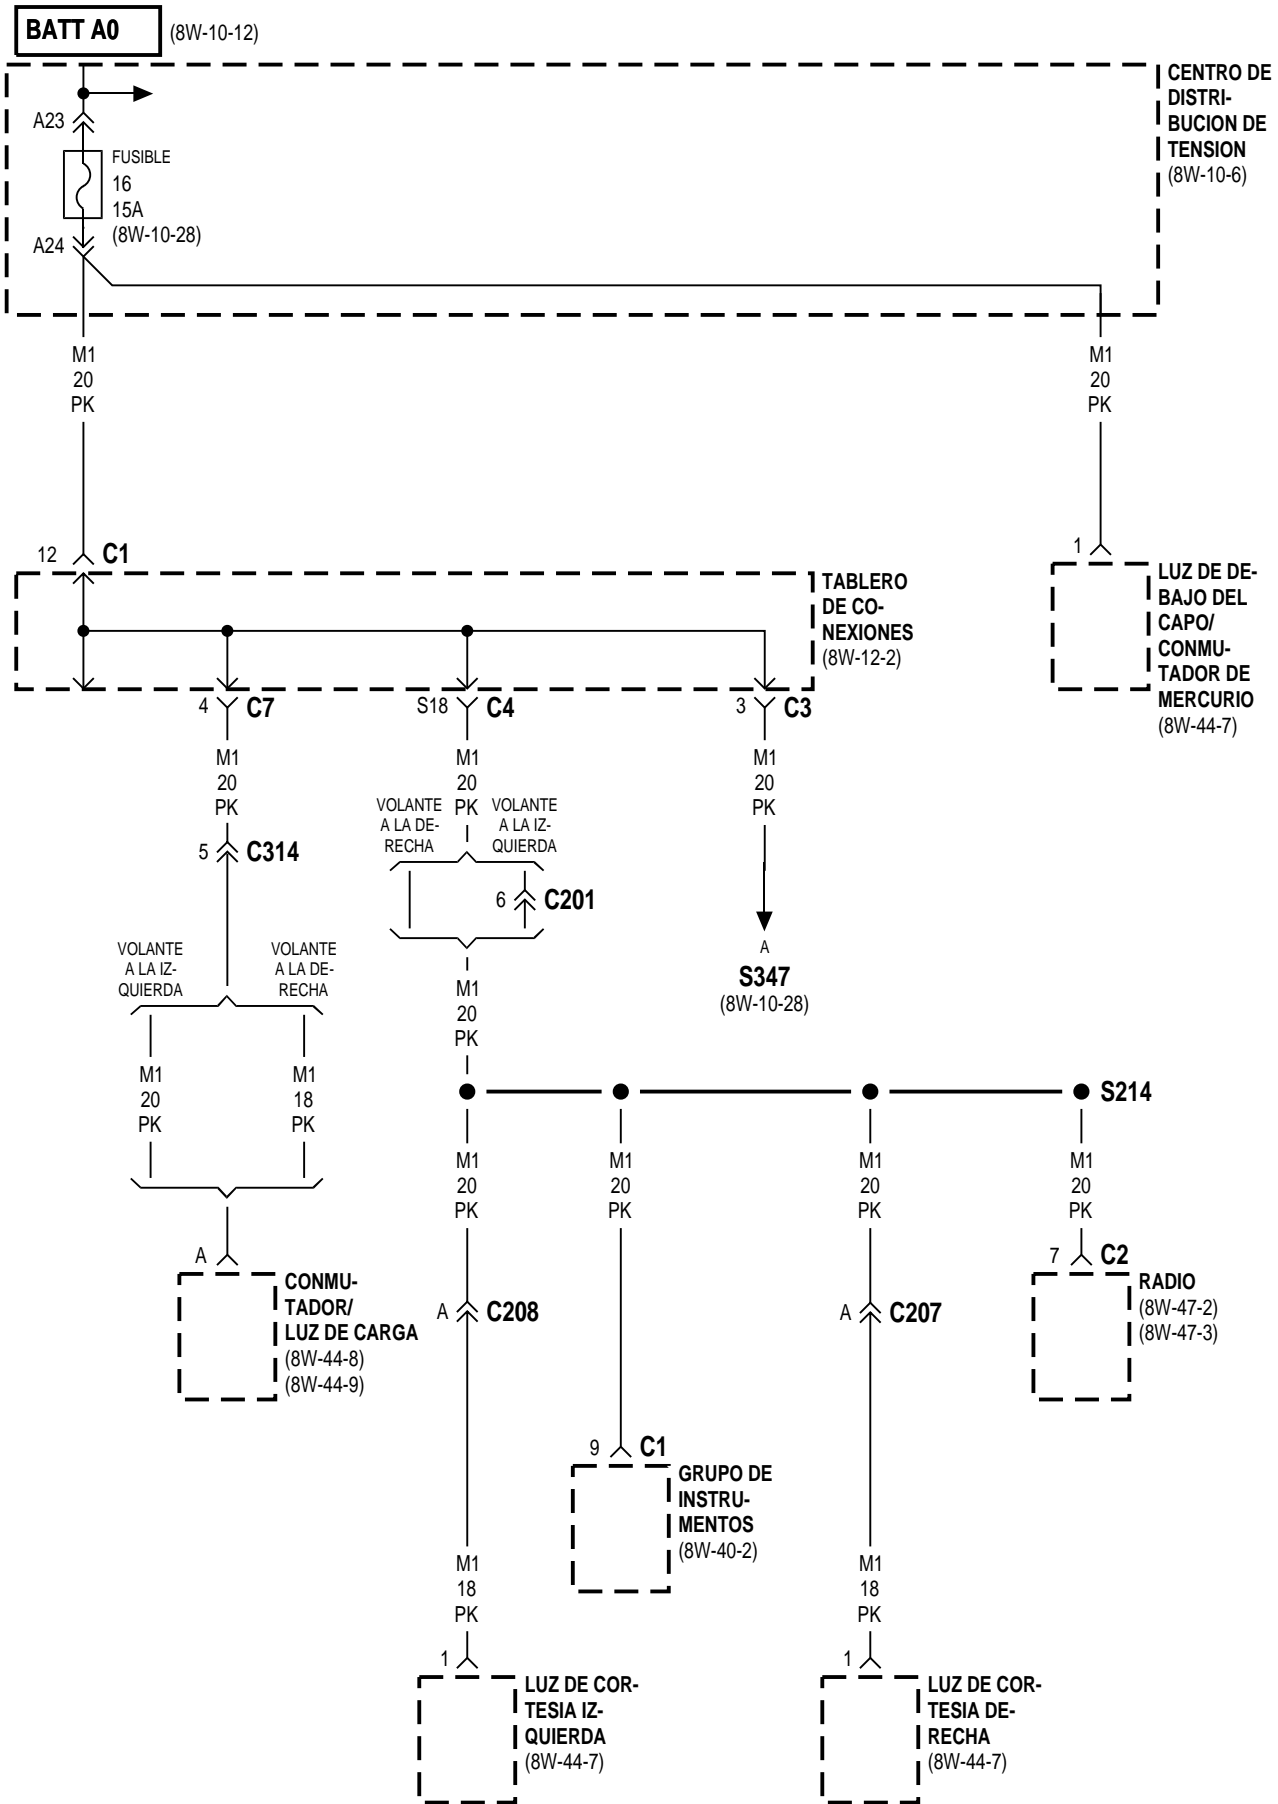 BATT A0
(8W-10-12)
CENTRO DE
DISTRI-
BUCION DE
TENSION
(8W-10-6)
A23
FUSIBLE
16
15A
(8W-10-28)
A24
M1
20
PK
M1
20
PK
12
C1
1
TABLERO
DE CO-
NEXIONES
(8W-12-2)
LUZ DE DE-
BAJO DEL
CAPO/
CONMU-
TADOR DE
MERCURIO
(8W-44-7)
4
C7
S18
C4
3
C3
M1
20
PK
M1
20
PK
M1
20
PK
VOLANTE
A LA DE-
RECHA
VOLANTE
A LA IZ-
QUIERDA
5
C314
6
C201
VOLANTE
A LA IZ-
QUIERDA
VOLANTE
A LA DE-
RECHA
A
S347
(8W-10-28)
M1
20
PK
M1
20
PK
M1
18
PK
S214
M1
20
PK
M1
20
PK
M1
20
PK
M1
20
PK
A
CONMU-
TADOR/
LUZ DE CARGA
(8W-44-8)
(8W-44-9)
A
C208
A
C207
7
C2
RADIO
(8W-47-2)
(8W-47-3)
9
C1
GRUPO DE
INSTRU-
MENTOS
(8W-40-2)
M1
18
PK
M1
18
PK
1
LUZ DE COR-
TESIA IZ-
QUIERDA
(8W-44-7)
1
LUZ DE COR-
TESIA DE-
RECHA
(8W-44-7)